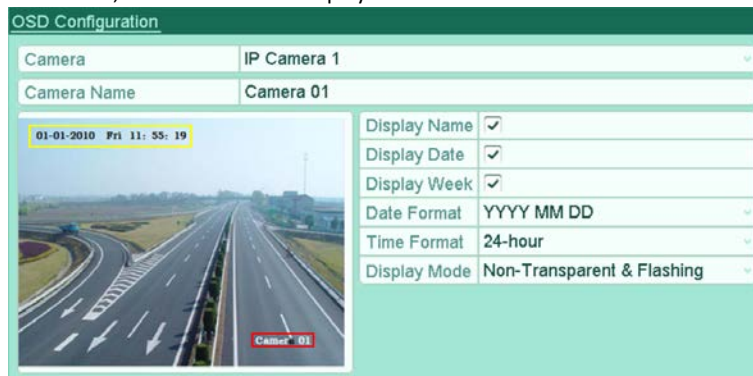 OSD Configuration
Camera IP Camera 1
Camera Name Camera 01
01-01-2010 Fri 11: 55: 19
Camera 01
Display Name
Display Date
Display Week
Date Format YYYY MM DD
Time Format 24-hour
Display Mode Non-Transparent & Flashing